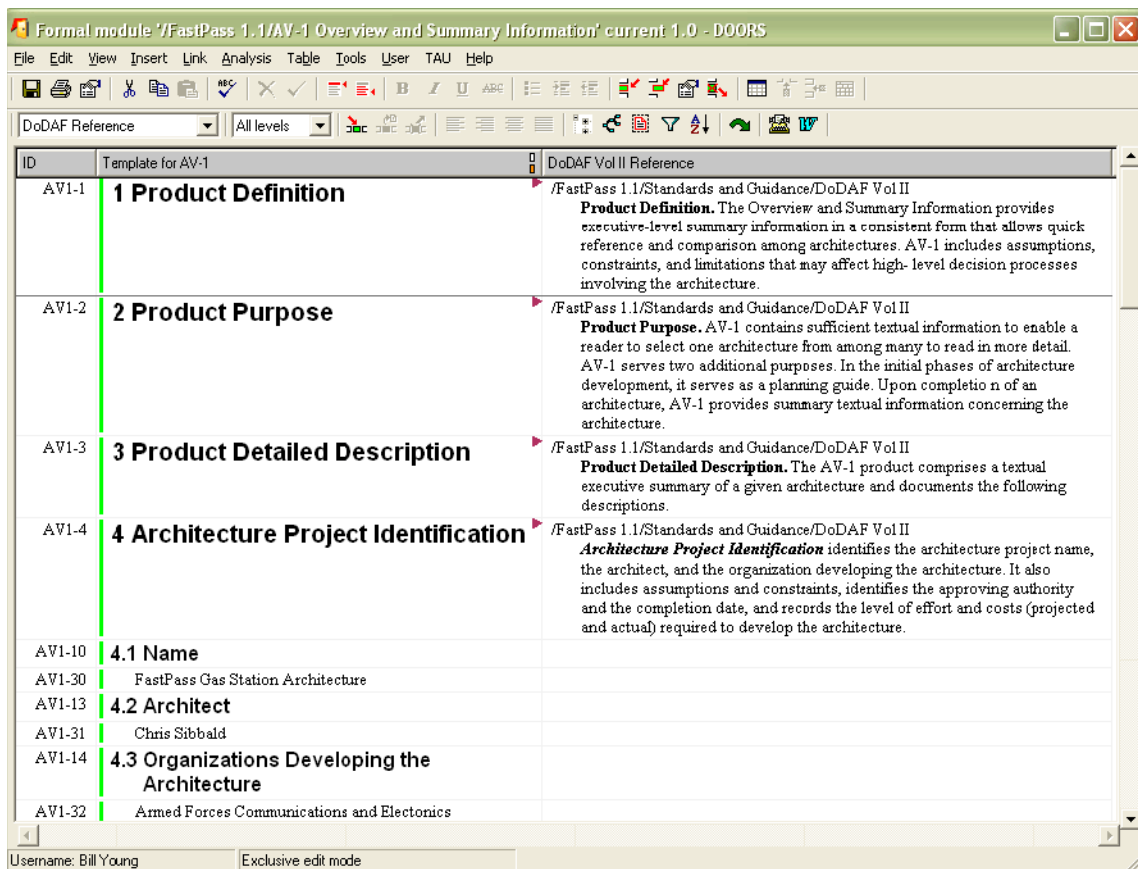 Formal module '/FastPass 1.1/AV-1 Overview and Summary Information' current 1.0 - DOORS
File Edit View Insert Link Analysis Table Tools User TAU Help
ABC B I U ABC
DoDAF Reference All levels
ID Template for AV-1 DoDAF Vol II Reference
AV1-1 1 Product Definition /FastPass 1.1/Standards and Guidance/DoDAF Vol II
Product Definition. The Overview and Summary Information provides
executive-level summary information in a consistent form that allows quick
reference and comparison among architectures. AV-1 includes assumptions,
constraints, and limitations that may affect high- level decision processes
involving the architecture.
AV1-2 2 Product Purpose /FastPass 1.1/Standards and Guidance/DoDAF Vol II
Product Purpose. AV-1 contains sufficient textual information to enable a
reader to select one architecture from among many to read in more detail.
AV-1 serves two additional purposes. In the initial phases of architecture
development, it serves as a planning guide. Upon completio n of an
architecture, AV-1 provides summary textual information concerning the
architecture.
AV1-3 3 Product Detailed Description /FastPass 1.1/Standards and Guidance/DoDAF Vol II
Product Detailed Description. The AV-1 product comprises a textual
executive summary of a given architecture and documents the following
descriptions.
AV1-4 4 Architecture Project Identification /FastPass 1.1/Standards and Guidance/DoDAF Vol II
Architecture Project Identification identifies the architecture project name,
the architect, and the organization developing the architecture. It also
includes assumptions and constraints, identifies the approving authority
and the completion date, and records the level of effort and costs (projected
and actual) required to develop the architecture.
AV1-10 4.1 Name
AV1-30 FastPass Gas Station Architecture
AV1-13 4.2 Architect
AV1-31 Chris Sibbald
AV1-14 4.3 Organizations Developing the
Architecture
AV1-32 Armed Forces Communications and Electonics
Username: Bill Young Exclusive edit mode